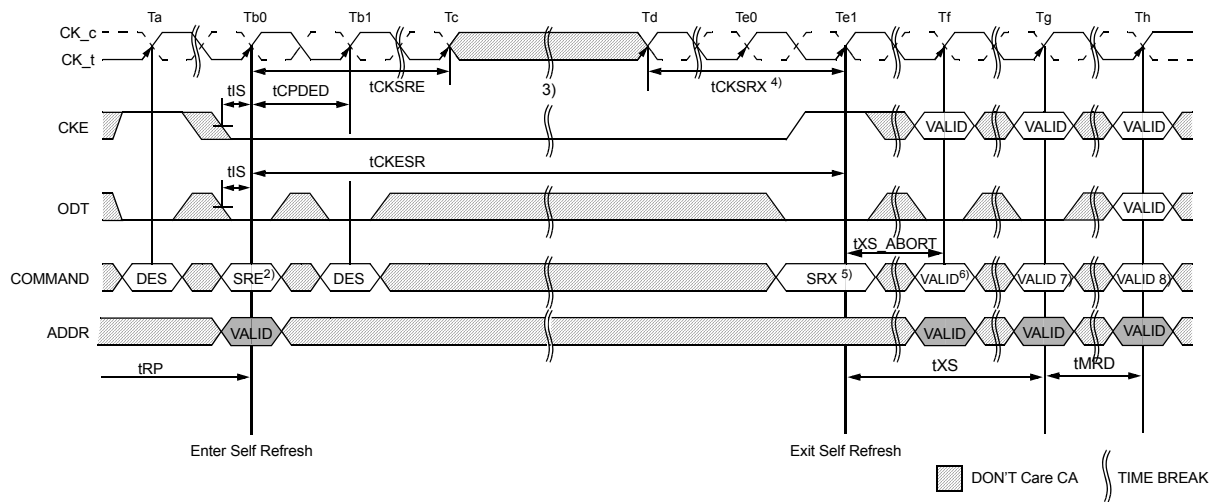 Ta Tb0 Tb1 Tc Td Te0 Te1 Tf Tg Th
CK_c
CK_t
tIS tCPDED tCKSRE 3) tCKSRX 4)
CKE VALID VALID VALID
tIS tCKESR
ODT VALID
tXS_ABORT
COMMAND DES SRE2) DES SRX 5) VALID6) VALID 7) VALID 8)
ADDR VALID VALID VALID VALID
tRP tXS tMRD
Enter Self Refresh Exit Self Refresh
DON'T Care CA TIME BREAK